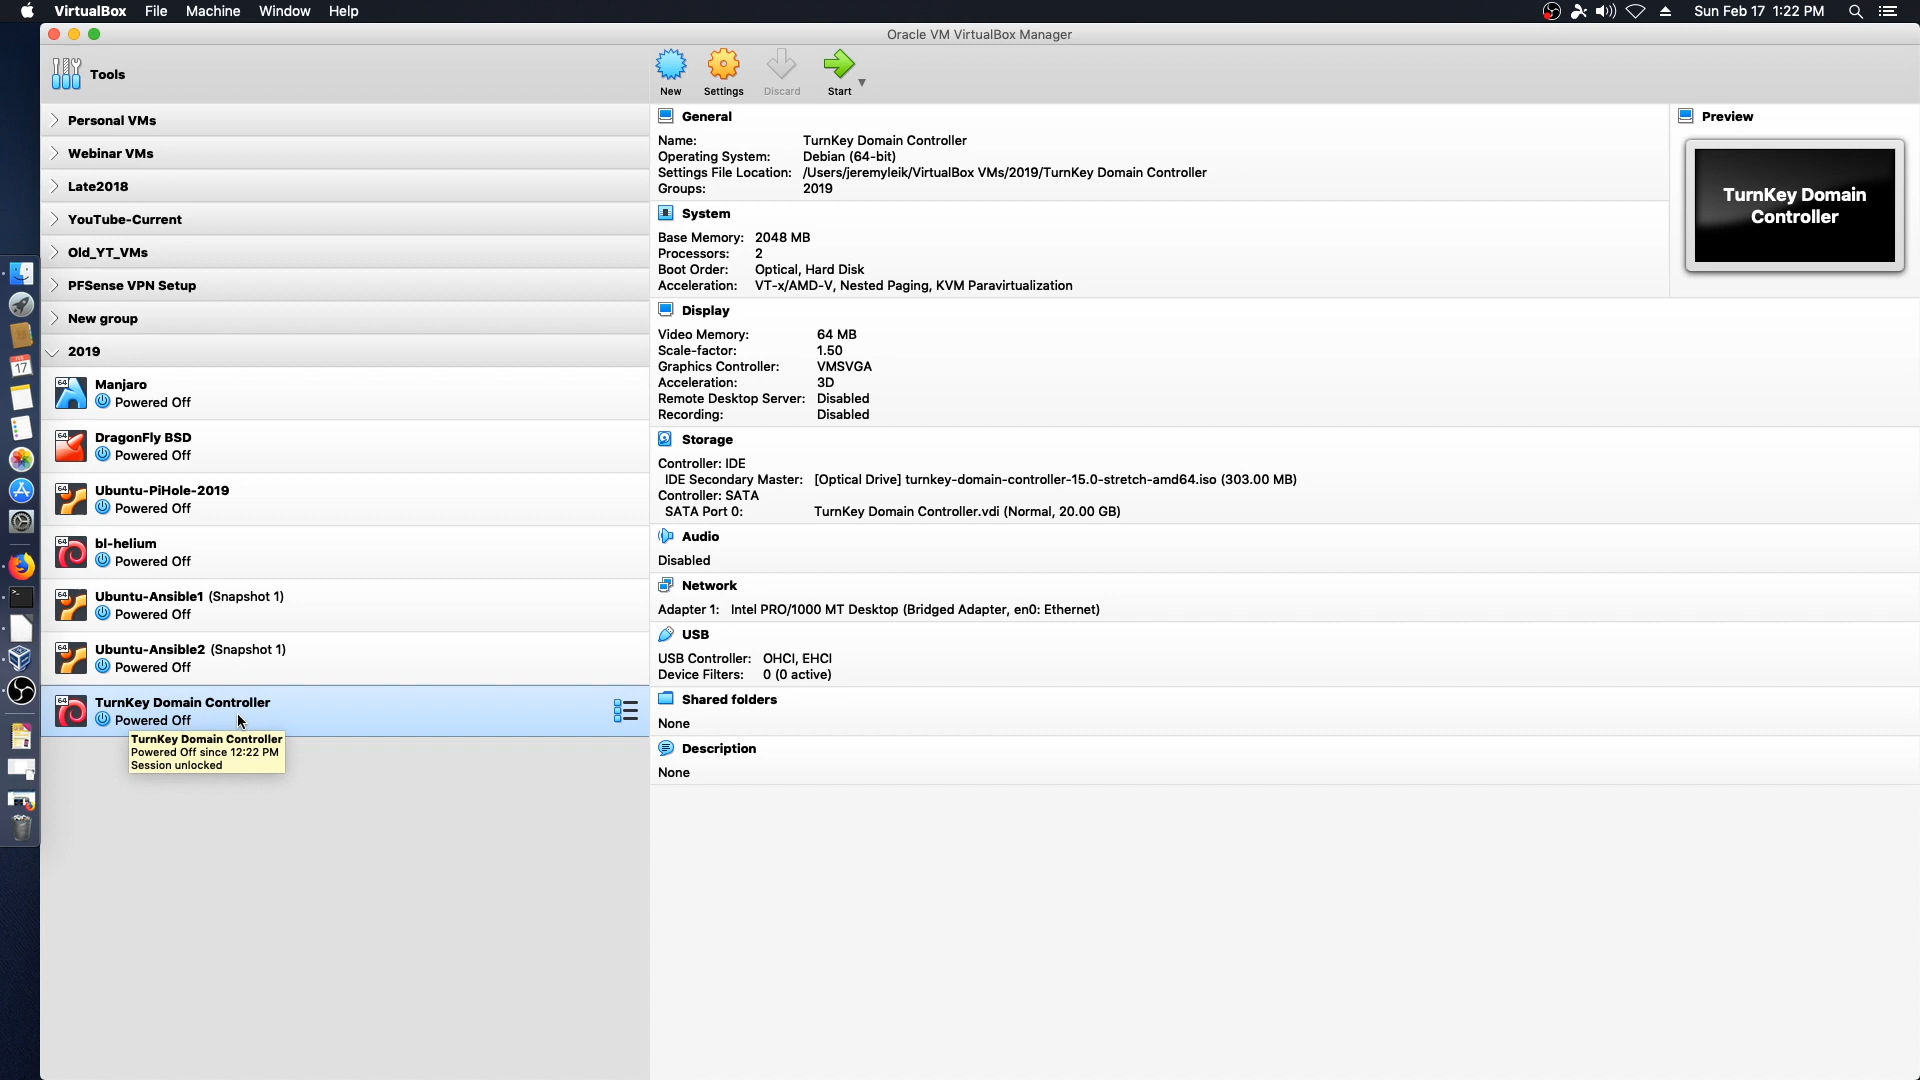 VirtualBox File Machine Window Help
Sun Feb 17 1:22 PM
Oracle VM VirtualBox Manager
Tools
New Settings Discard Start
Personal VMs
Webinar VMs
Late2018
YouTube-Current
Old_YT_VMs
PFSense VPN Setup
New group
2019
64 Manjaro
Powered Off
64 DragonFly BSD
Powered Off
64 Ubuntu-PiHole-2019
Powered Off
64 bl-helium
Powered Off
64 Ubuntu-Ansible1 (Snapshot 1)
Powered Off
64 Ubuntu-Ansible2 (Snapshot 1)
Powered Off
64 TurnKey Domain Controller
Powered Off
TurnKey Domain Controller
Powered Off since 12:22 PM
Session unlocked
General
Name: TurnKey Domain Controller
Operating System: Debian (64-bit)
Settings File Location: /Users/jeremyleik/VirtualBox VMs/2019/TurnKey Domain Controller
Groups: 2019
System
Base Memory: 2048 MB
Processors: 2
Boot Order: Optical, Hard Disk
Acceleration: VT-x/AMD-V, Nested Paging, KVM Paravirtualization
Display
Video Memory: 64 MB
Scale-factor: 1.50
Graphics Controller: VMSVGA
Acceleration: 3D
Remote Desktop Server: Disabled
Recording: Disabled
Storage
Controller: IDE
IDE Secondary Master: [Optical Drive] turnkey-domain-controller-15.0-stretch-amd64.iso (303.00 MB)
Controller: SATA
SATA Port 0: TurnKey Domain Controller.vdi (Normal, 20.00 GB)
Audio
Disabled
Network
Adapter 1: Intel PRO/1000 MT Desktop (Bridged Adapter, en0: Ethernet)
USB
USB Controller: OHCI, EHCI
Device Filters: 0 (0 active)
Shared folders
None
Description
None
Preview
TurnKey Domain
Controller
17